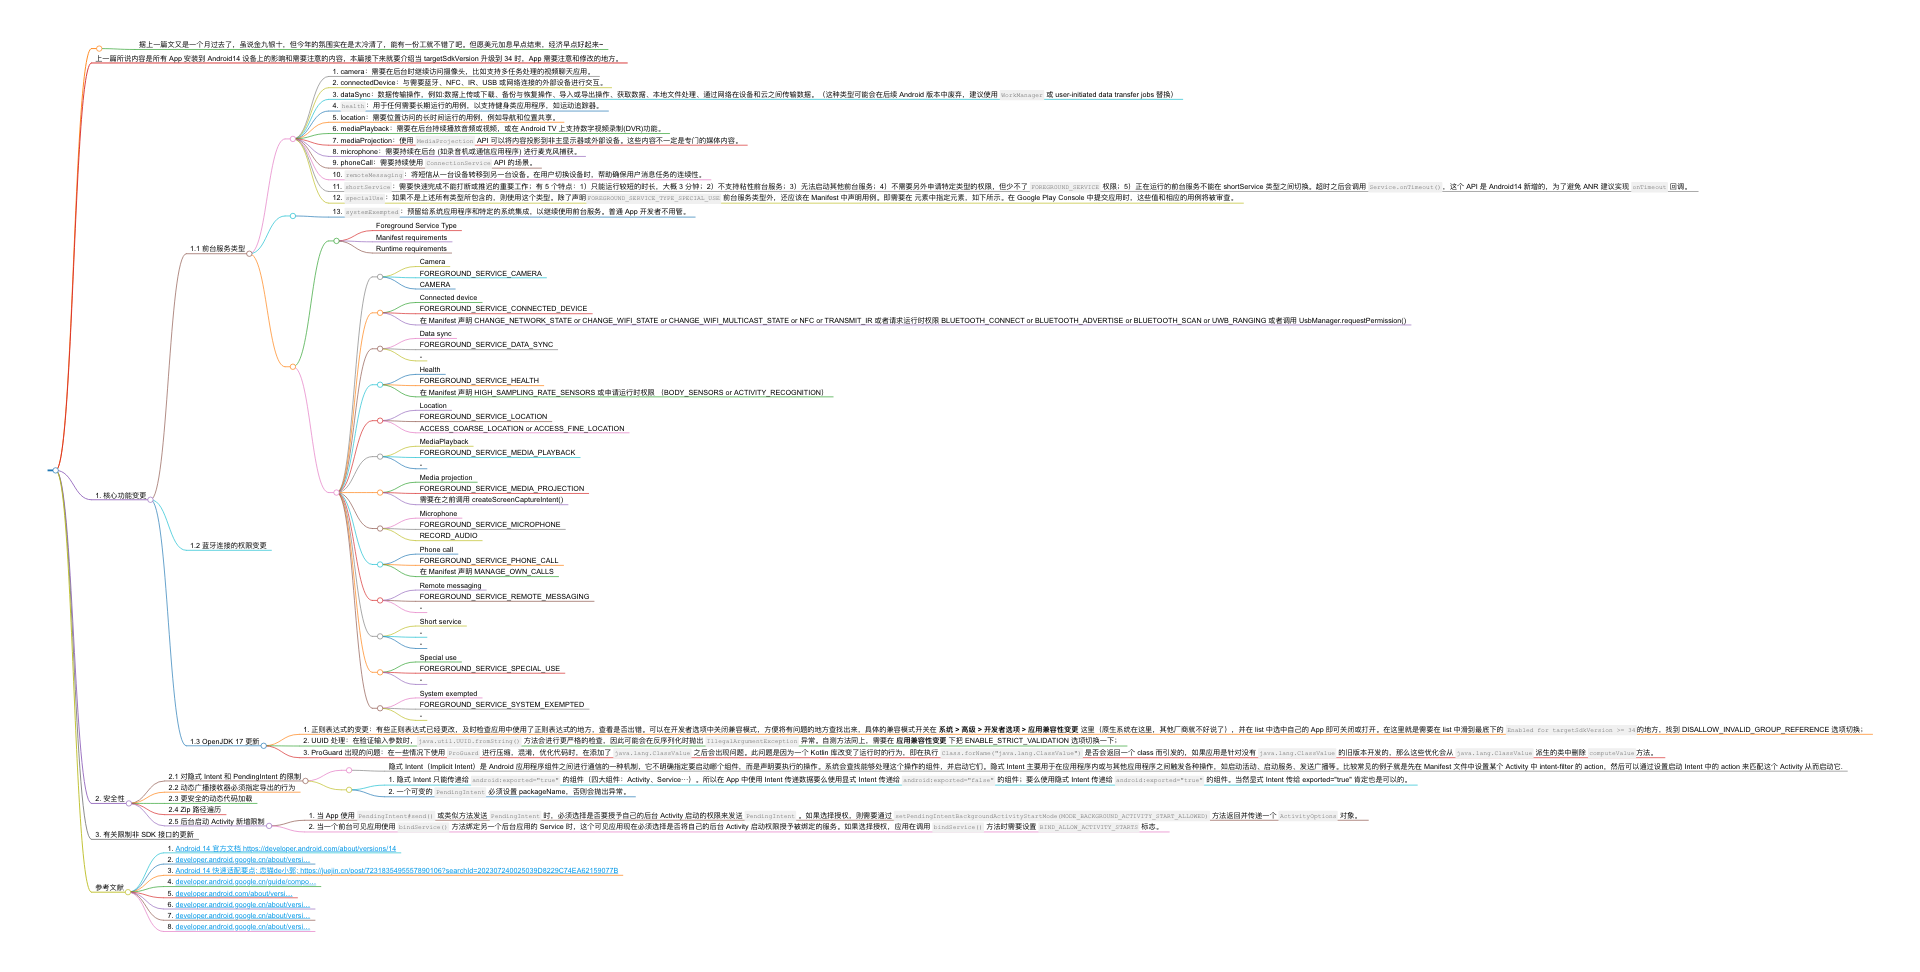 据上一篇文又是一个月过去了，虽说金九银十，但今年的氛围实在是太冷清了，能有一份工就不错了吧。但愿美元加息早点结束，经济早点好起来~
上一篇所说内容是所有 App 安装到 Android14 设备上的影响和需要注意的内容，本篇接下来就要介绍当 targetSdkVersion 升级到 34 时，App 需要注意和修改的地方。
1. 核心功能变更
1.1 前台服务类型
1. camera：需要在后台时继续访问摄像头，比如支持多任务处理的视频聊天应用。
2. connectedDevice：与需要蓝牙、NFC、IR、USB 或网络连接的外部设备进行交互。
3. dataSync：数据传输操作，例如:数据上传或下载、备份与恢复操作、导入或导出操作、获取数据、本地文件处理、通过网络在设备和云之间传输数据。（这种类型可能会在后续 Android 版本中废弃，建议使用 WorkManager 或 user-initiated data transfer jobs 替换）
4. health：用于任何需要长期运行的用例，以支持健身类应用程序，如运动追踪器。
5. location：需要位置访问的长时间运行的用例，例如导航和位置共享。
6. mediaPlayback：需要在后台持续播放音频或视频，或在 Android TV 上支持数字视频录制(DVR)功能。
7. mediaProjection：使用 MediaProjection API 可以将内容投影到非主显示器或外部设备。这些内容不一定是专门的媒体内容。
8. microphone：需要持续在后台 (如录音机或通信应用程序) 进行麦克风捕获。
9. phoneCall：需要持续使用 ConnectionService API 的场景。
10. remoteMessaging：将短信从一台设备转移到另一台设备。在用户切换设备时，帮助确保用户消息任务的连续性。
11. shortService：需要快速完成不能打断或推迟的重要工作；有 5 个特点：1）只能运行较短的时长，大概 3 分钟；2）不支持粘性前台服务；3）无法启动其他前台服务；4）不需要另外申请特定类型的权限，但少不了 FOREGROUND_SERVICE 权限；5）正在运行的前台服务不能在 shortService 类型之间切换。超时之后会调用 Service.onTimeout()，这个 API 是 Android14 新增的，为了避免 ANR 建议实现 onTimeout 回调。
12. specialUse：如果不是上述所有类型所包含的，则使用这个类型。除了声明 FOREGROUND_SERVICE_TYPE_SPECIAL_USE 前台服务类型外，还应该在 Manifest 中声明用例。即需要在 元素中指定元素，如下所示。在 Google Play Console 中提交应用时，这些值和相应的用例将被审查。
13. systemExempted：预留给系统应用程序和特定的系统集成，以继续使用前台服务。普通 App 开发者不用管。
Foreground Service Type
Manifest requirements
Runtime requirements
Camera
FOREGROUND_SERVICE_CAMERA
CAMERA
Connected device
FOREGROUND_SERVICE_CONNECTED_DEVICE
在 Manifest 声明 CHANGE_NETWORK_STATE or CHANGE_WIFI_STATE or CHANGE_WIFI_MULTICAST_STATE or NFC or TRANSMIT_IR 或者请求运行时权限 BLUETOOTH_CONNECT or BLUETOOTH_ADVERTISE or BLUETOOTH_SCAN or UWB_RANGING 或者调用 UsbManager.requestPermission()
Data sync
FOREGROUND_SERVICE_DATA_SYNC
-
Health
FOREGROUND_SERVICE_HEALTH
在 Manifest 声明 HIGH_SAMPLING_RATE_SENSORS 或申请运行时权限 （BODY_SENSORS or ACTIVITY_RECOGNITION）
Location
FOREGROUND_SERVICE_LOCATION
ACCESS_COARSE_LOCATION or ACCESS_FINE_LOCATION
MediaPlayback
FOREGROUND_SERVICE_MEDIA_PLAYBACK
-
Media projection
FOREGROUND_SERVICE_MEDIA_PROJECTION
需要在之前调用 createScreenCaptureIntent()
Microphone
FOREGROUND_SERVICE_MICROPHONE
RECORD_AUDIO
Phone call
FOREGROUND_SERVICE_PHONE_CALL
在 Manifest 声明 MANAGE_OWN_CALLS
Remote messaging
FOREGROUND_SERVICE_REMOTE_MESSAGING
-
Short service
-
-
Special use
FOREGROUND_SERVICE_SPECIAL_USE
-
System exempted
FOREGROUND_SERVICE_SYSTEM_EXEMPTED
-
1.2 蓝牙连接的权限变更
1.3 OpenJDK 17 更新
1. 正则表达式的变更：有些正则表达式已经更改，及时检查应用中使用了正则表达式的地方，查看是否出错。可以在开发者选项中关闭兼容模式，方便将有问题的地方查找出来，具体的兼容模式开关在 系统 > 高级 > 开发者选项 > 应用兼容性变更 这里（原生系统在这里，其他厂商就不好说了），并在 list 中选中自己的 App 即可关闭或打开。在这里就是需要在 list 中滑到最底下的 Enabled for targetSdkVersion >= 34 的地方，找到 DISALLOW_INVALID_GROUP_REFERENCE 选项切换；
2. UUID 处理：在验证输入参数时，java.util.UUID.fromString() 方法会进行更严格的检查，因此可能会在反序列化时抛出 IllegalArgumentException 异常。自测方法同上，需要在 应用兼容性变更 下把 ENABLE_STRICT_VALIDATION 选项切换一下；
3. ProGuard 出现的问题：在一些情况下使用 ProGuard 进行压缩，混淆，优化代码时，在添加了 java.lang.ClassValue 之后会出现问题。此问题是因为一个 Kotlin 库改变了运行时的行为，即在执行 Class.forName("java.lang.ClassValue") 是否会返回一个 class 而引发的，如果应用是针对没有 java.lang.ClassValue 的旧版本开发的，那么这些优化会从 java.lang.ClassValue 派生的类中删除 computeValue 方法。
2. 安全性
2.1 对隐式 Intent 和 PendingIntent 的限制
隐式 Intent（Implicit Intent）是 Android 应用程序组件之间进行通信的一种机制，它不明确指定要启动哪个组件，而是声明要执行的操作。系统会查找能够处理这个操作的组件，并启动它们。隐式 Intent 主要用于在应用程序内或与其他应用程序之间触发各种操作，如启动活动、启动服务、发送广播等。比较常见的例子就是先在 Manifest 文件中设置某个 Activity 中 intent-filter 的 action，然后可以通过设置启动 Intent 中的 action 来匹配这个 Activity 从而启动它.
1. 隐式 Intent 只能传递给 android:exported="true" 的组件（四大组件：Activity、Service…）。所以在 App 中使用 Intent 传递数据要么使用显式 Intent 传递给 android:exported="false" 的组件；要么使用隐式 Intent 传递给 android:exported="true" 的组件。当然显式 Intent 传给 exported="true" 肯定也是可以的。
2. 一个可变的 PendingIntent 必须设置 packageName，否则会抛出异常。
2.2 动态广播接收器必须指定导出的行为
2.3 更安全的动态代码加载
2.4 Zip 路径遍历
2.5 后台启动 Activity 新增限制
1. 当 App 使用 PendingIntent#send() 或类似方法发送 PendingIntent 时，必须选择是否要授予自己的后台 Activity 启动的权限来发送 PendingIntent 。如果选择授权，则需要通过 setPendingIntentBackgroundActivityStartMode(MODE_BACKGROUND_ACTIVITY_START_ALLOWED) 方法返回并传递一个 ActivityOptions 对象。
2. 当一个前台可见应用使用 bindService() 方法绑定另一个后台应用的 Service 时，这个可见应用现在必须选择是否将自己的后台 Activity 启动权限授予被绑定的服务。如果选择授权，应用在调用 bindService() 方法时需要设置 BIND_ALLOW_ACTIVITY_STARTS 标志。
3. 有关限制非 SDK 接口的更新
参考文献
1. Android 14 官方文档 https://developer.android.com/about/versions/14
2. developer.android.google.cn/about/versi…
3. Android 14 快速适配要点; 恋猫de小郭; https://juejin.cn/post/7231835495557890106?searchId=202307240025039D8229C74EA62159077B
4. developer.android.google.cn/guide/compo…
5. developer.android.com/about/versi…
6. developer.android.google.cn/about/versi…
7. developer.android.google.cn/about/versi…
8. developer.android.google.cn/about/versi…